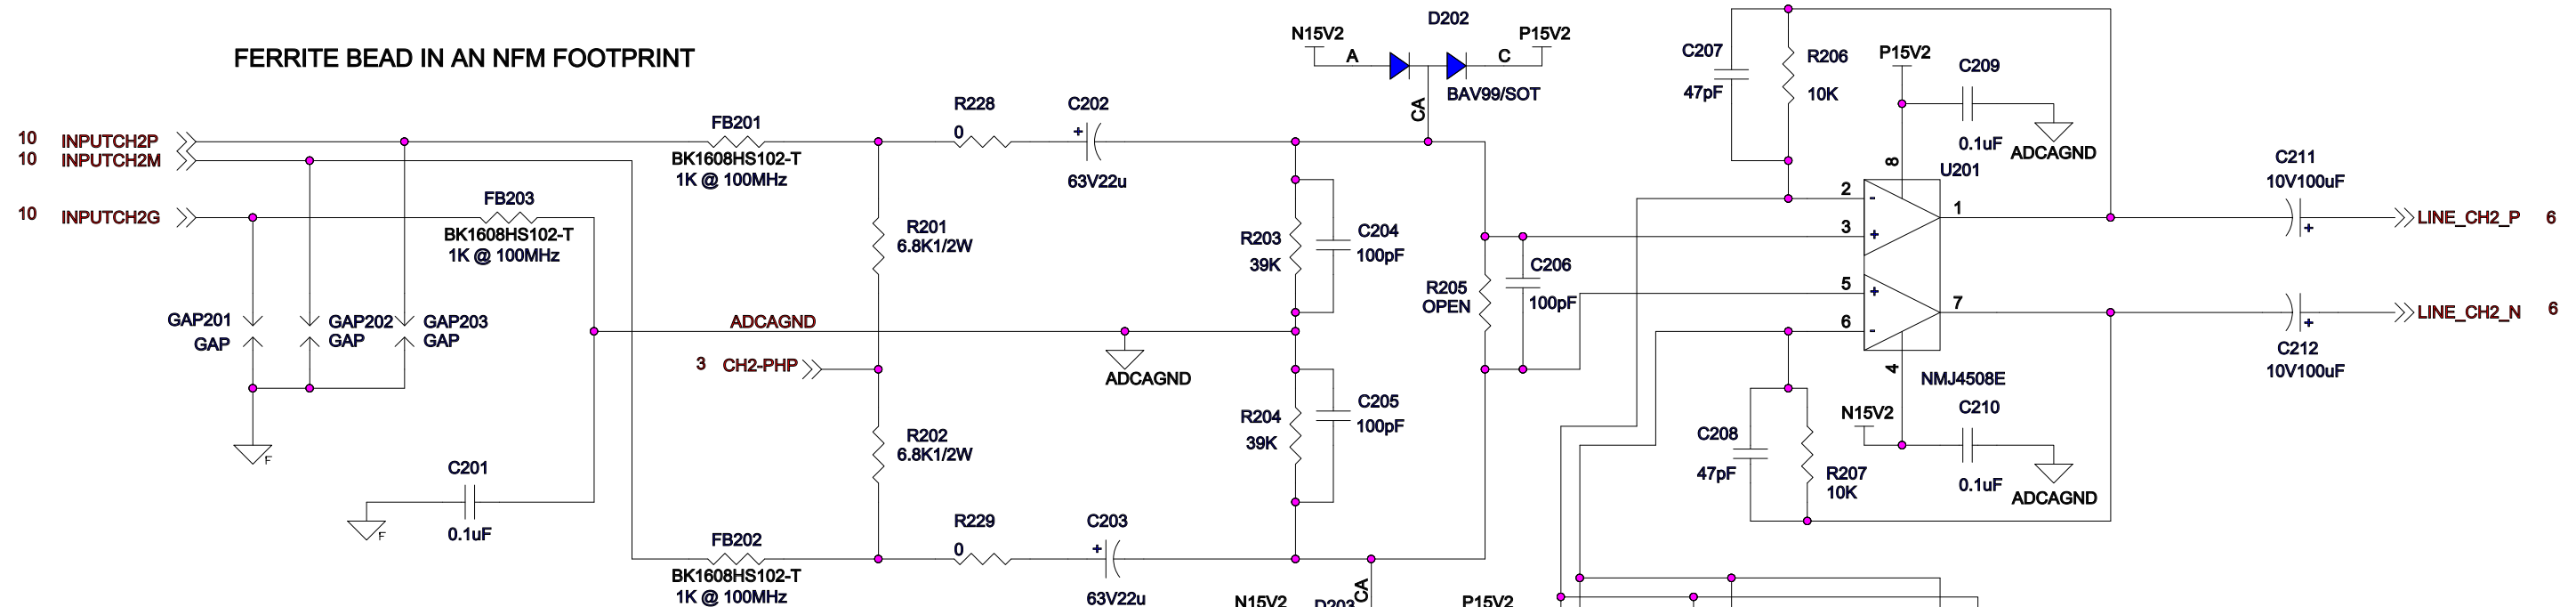 FERRITE BEAD IN AN NFM FOOTPRINT
10 INPUTCH2P
10 INPUTCH2M
10 INPUTCH2G
FB203
BK1608HS102-T
1K @ 100MHz
GAP201
GAP
GAP202
GAP
GAP203
GAP
F
C201
0.1uF
F
FB201
BK1608HS102-T
1K @ 100MHz
R201
6.8K1/2W
ADCAGND
3 CH2-PHP
R202
6.8K1/2W
FB202
BK1608HS102-T
1K @ 100MHz
R228
0
C202
+
63V22u
R229
0
C203
+
63V22u
ADCAGND
N15V2
D202
P15V2
A
C
CA
BAV99/SOT
R203
39K
C204
100pF
R204
39K
C205
100pF
R205
OPEN
C206
100pF
N15V2
D203
CA
P15V2
C207
47pF
R206
10K
P15V2
C209
0.1uF
ADCAGND
8
U201
2
-
3
+
1
5
+
6
-
7
4
NMJ4508E
N15V2
C210
0.1uF
ADCAGND
C208
47pF
R207
10K
C211
10V100uF
+
LINE_CH2_P 6
+
LINE_CH2_N 6
C212
10V100uF